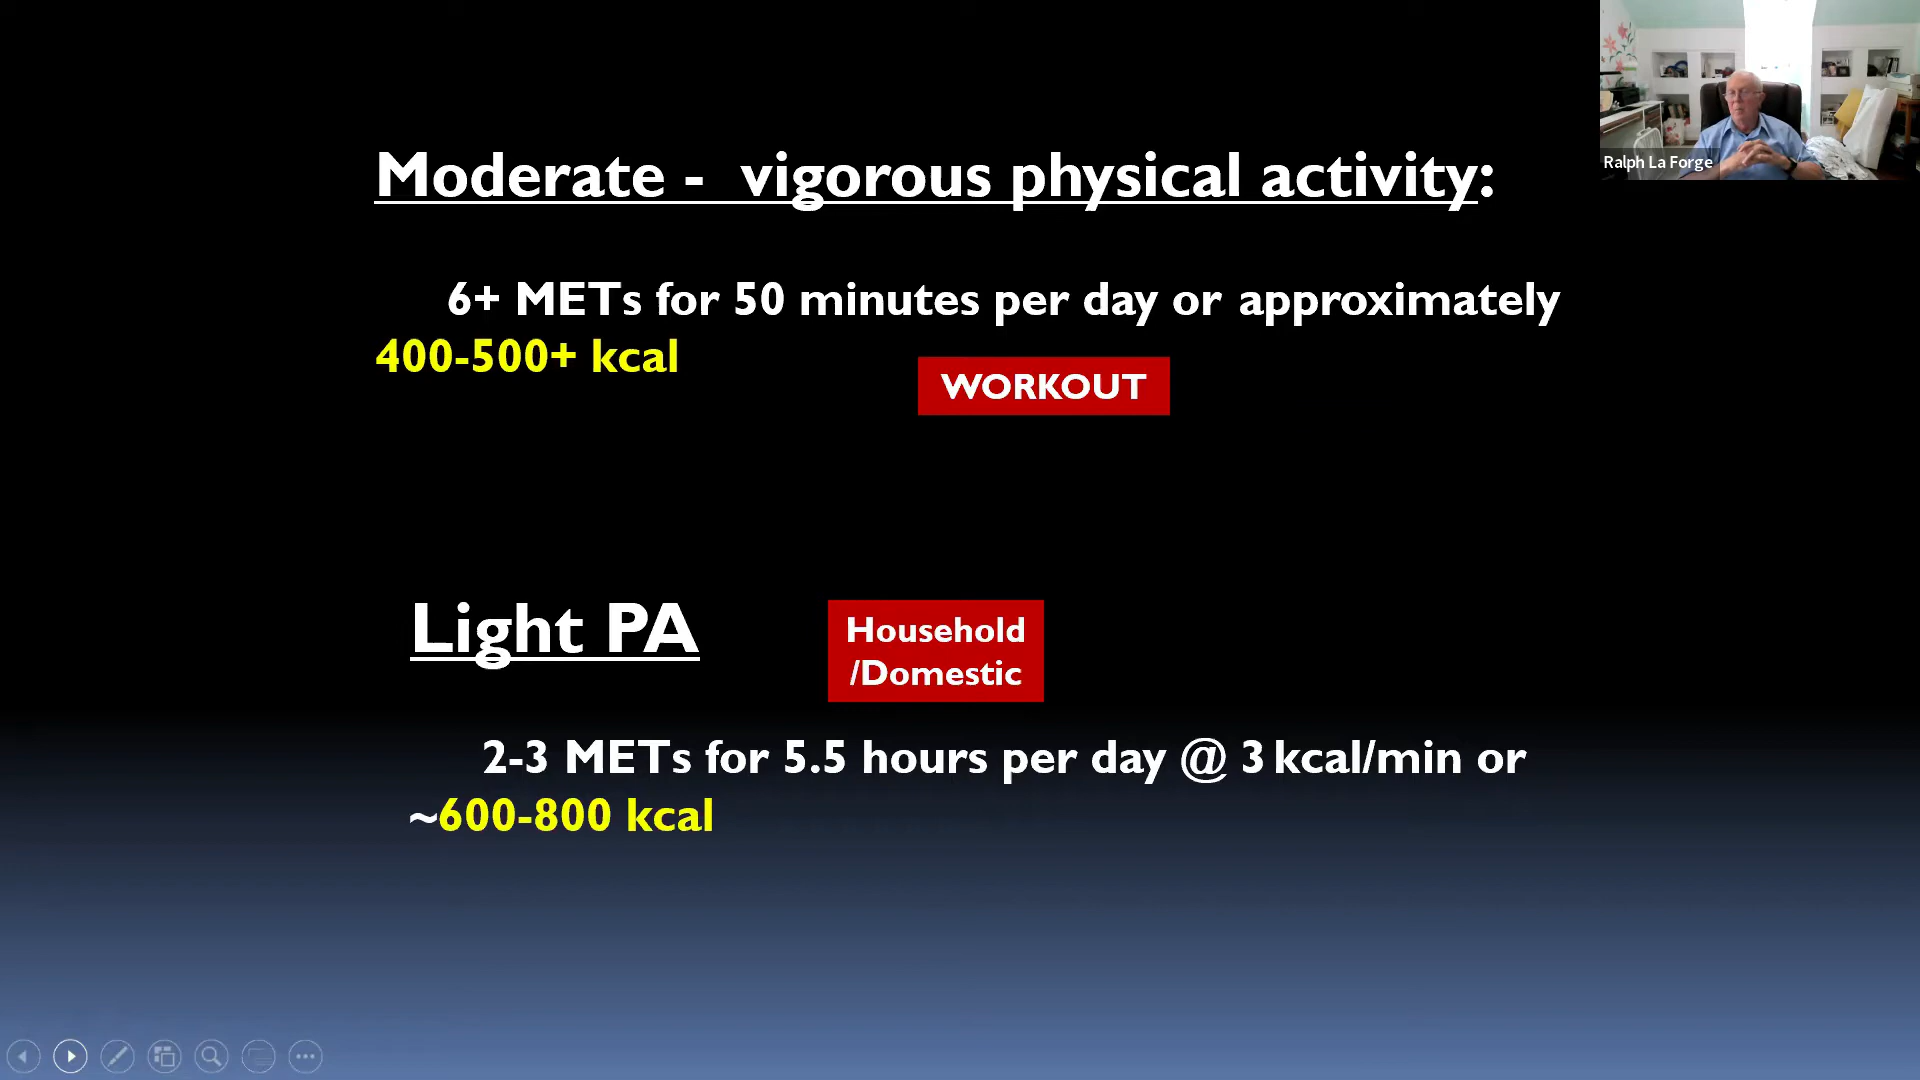 Ralph La Forge
Moderate -  vigorous physical activity:
6+ METs for 50 minutes per day or approximately
400-500+ kcal
WORKOUT
Light PA
Household
/Domestic
2-3 METs for 5.5 hours per day @ 3 kcal/min or
~600-800 kcal